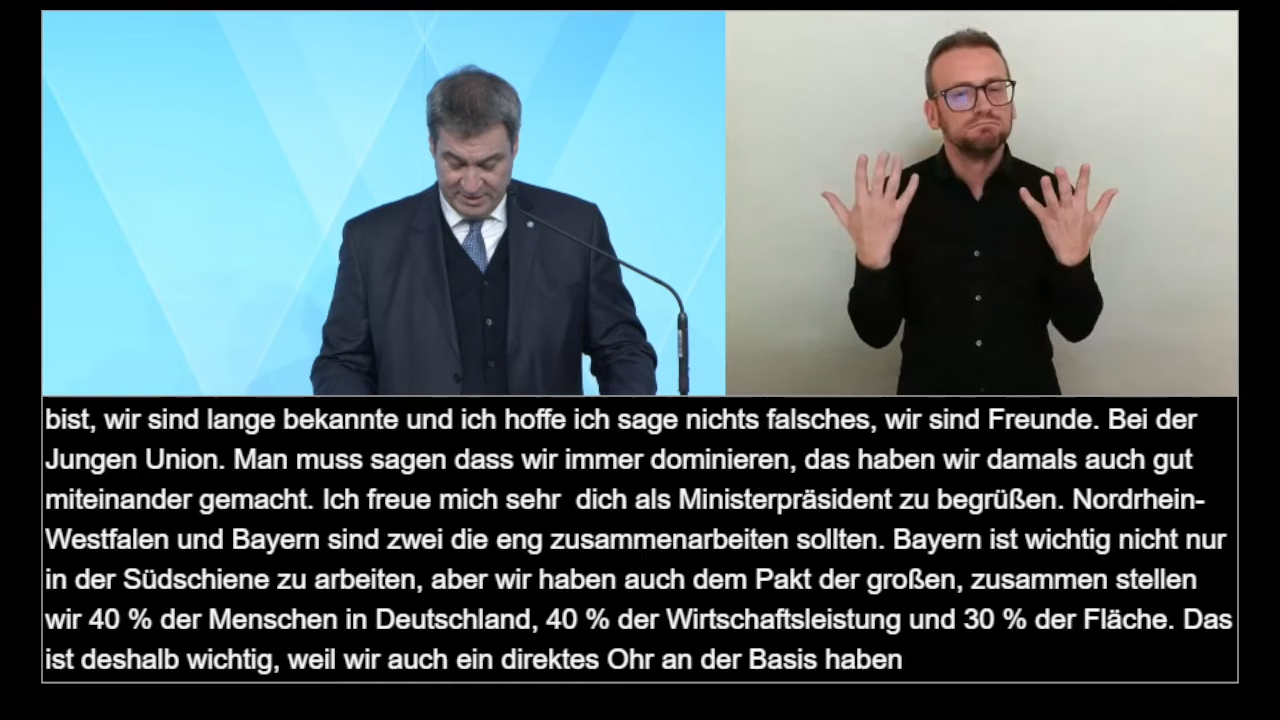 bist, wir sind lange bekannte und ich hoffe ich sage nichts falsches, wir sind Freunde. Bei der
Jungen Union. Man muss sagen dass wir immer dominieren, das haben wir damals auch gut
miteinander gemacht. Ich freue mich sehr  dich als Ministerpräsident zu begrüßen. Nordrhein-
Westfalen und Bayern sind zwei die eng zusammenarbeiten sollten. Bayern ist wichtig nicht nur
in der Südschiene zu arbeiten, aber wir haben auch dem Pakt der großen, zusammen stellen
wir 40 % der Menschen in Deutschland, 40 % der Wirtschaftsleistung und 30 % der Fläche. Das
ist deshalb wichtig, weil wir auch ein direktes Ohr an der Basis haben